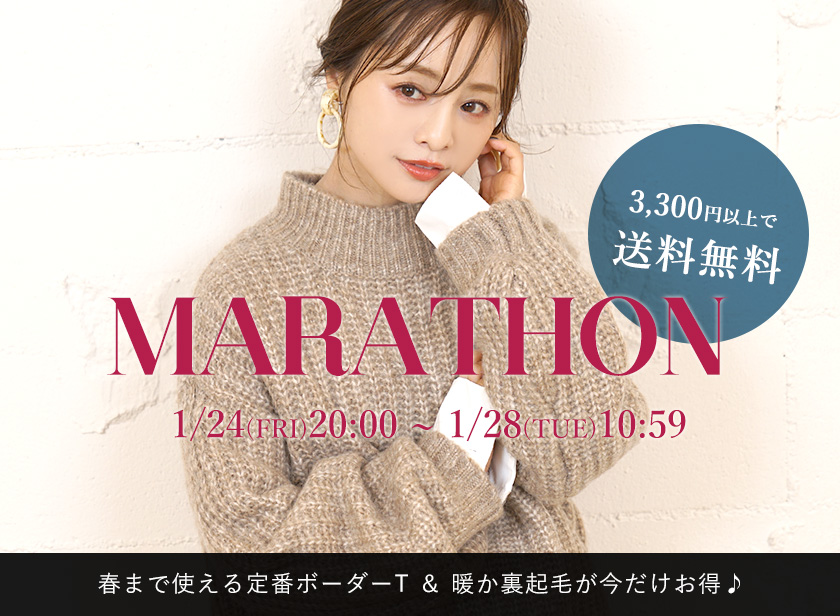 3,300円以上で
送料無料
MARATHON
1/24(FRI)20:00 ~ 1/28(TUE)10:59
春まで使える定番ボーダーT & 暖か裏起毛が今だけお得♪